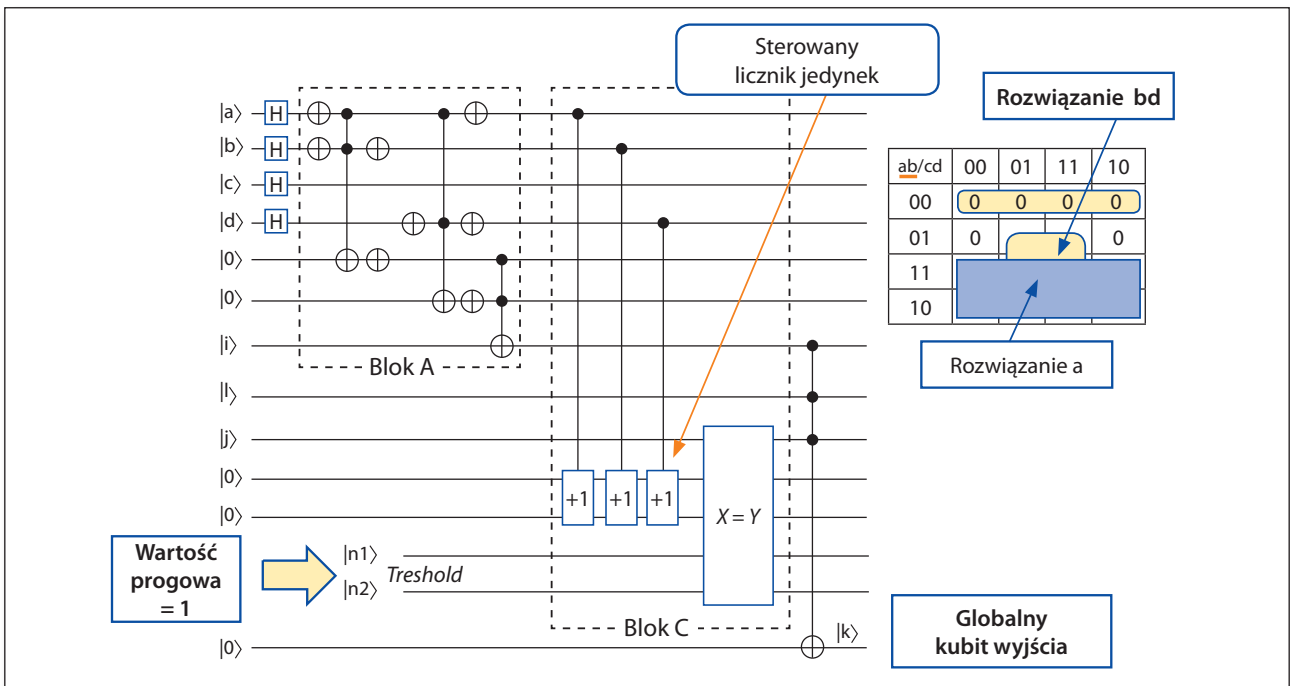 Sterowany
licznik jedynek
Rozwiązanie bd
|a⟩ H
|b⟩
H
|c⟩ H
|d⟩ H
|0⟩
|0⟩
|i⟩
Blok A
|l⟩
|j⟩
|0⟩
+1 +1 +1
X = Y
|0⟩
|n1⟩
Treshold
|n2⟩
Blok C
|0⟩
|k⟩
Wartość
progowa
= 1
ab/cd 00 01 11 10
00 0 0 0 0
01 0 0
11
10
Rozwiązanie a
Globalny
kubit wyjścia